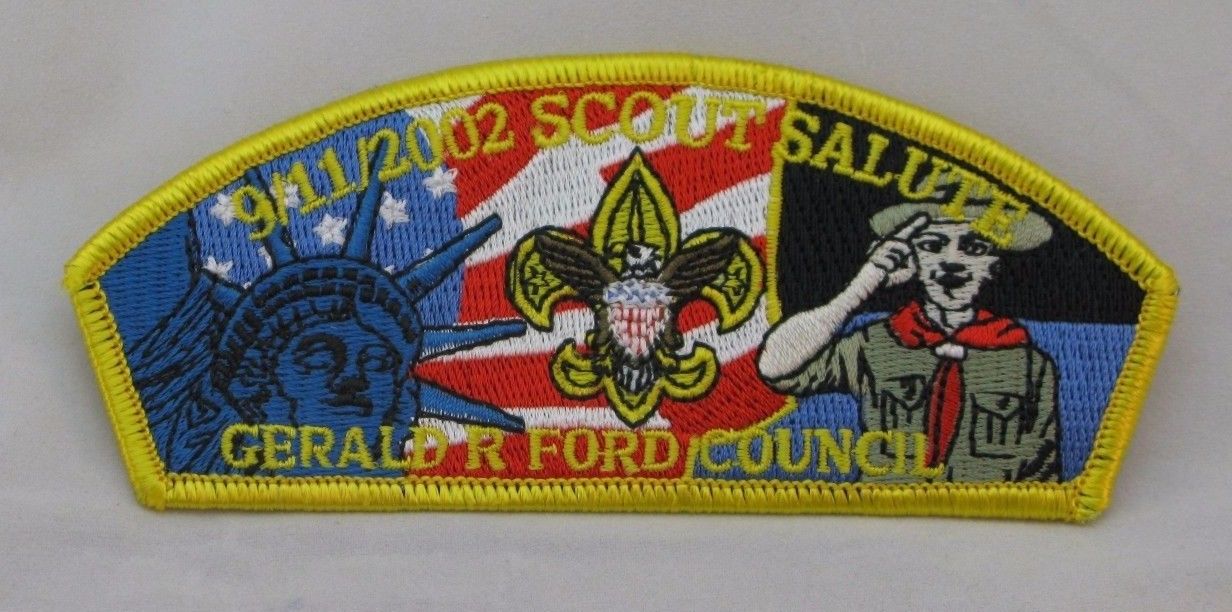 9/11/2002 SCOUT SALUTE
GERALD R FORD COUNCIL